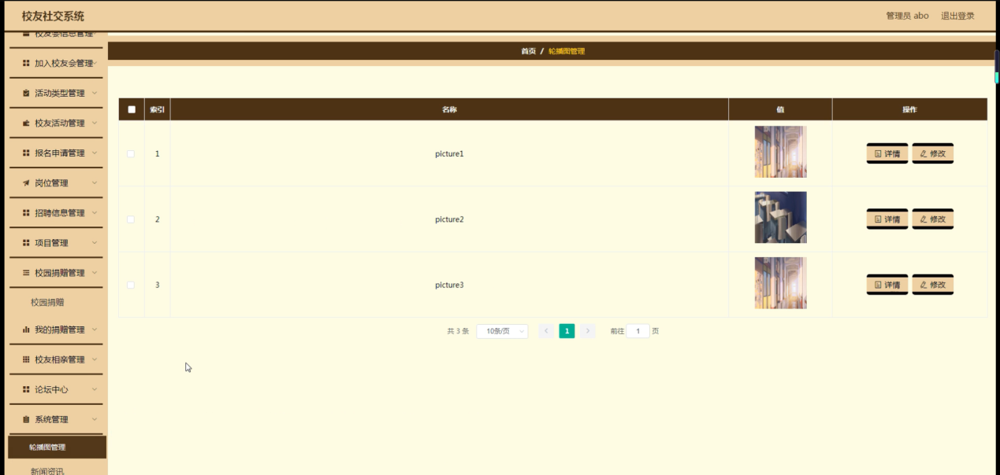 校友社交系统
管理员 abo 退出登录
校友会信息管理
加入校友会管理
活动类型管理
校友活动管理
报名申请管理
岗位管理
招聘信息管理
项目管理
校园捐赠管理
校园捐赠
我的捐赠管理
校友相亲管理
论坛中心
系统管理
轮播图管理
新闻资讯
首页 / 轮播图管理
索引 名称 值 操作
1 picture1 详情 修改
2 picture2 详情 修改
3 picture3 详情 修改
共 3 条 10条/页 1 前往 1 页